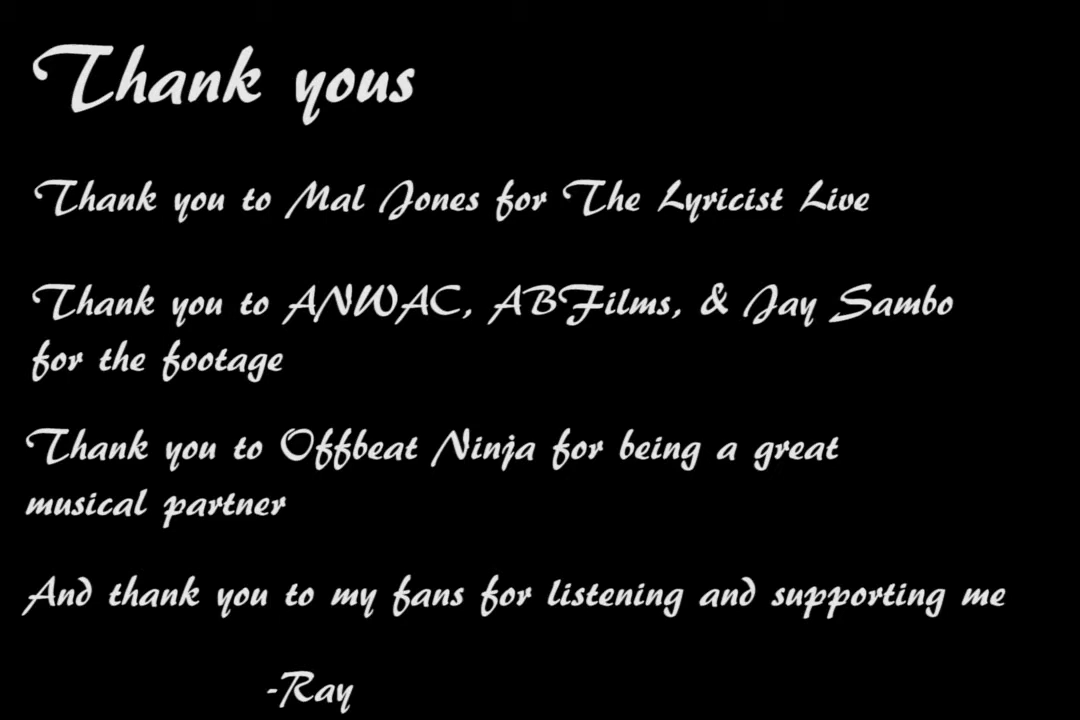 Thank yous
Thank you to Mal Jones for The Lyricist Live
Thank you to ANWAC, ABFilms, & Jay Sambo
for the footage
Thank you to Offbeat Ninja for being a great
musical partner
And thank you to my fans for listening and supporting me
-Ray